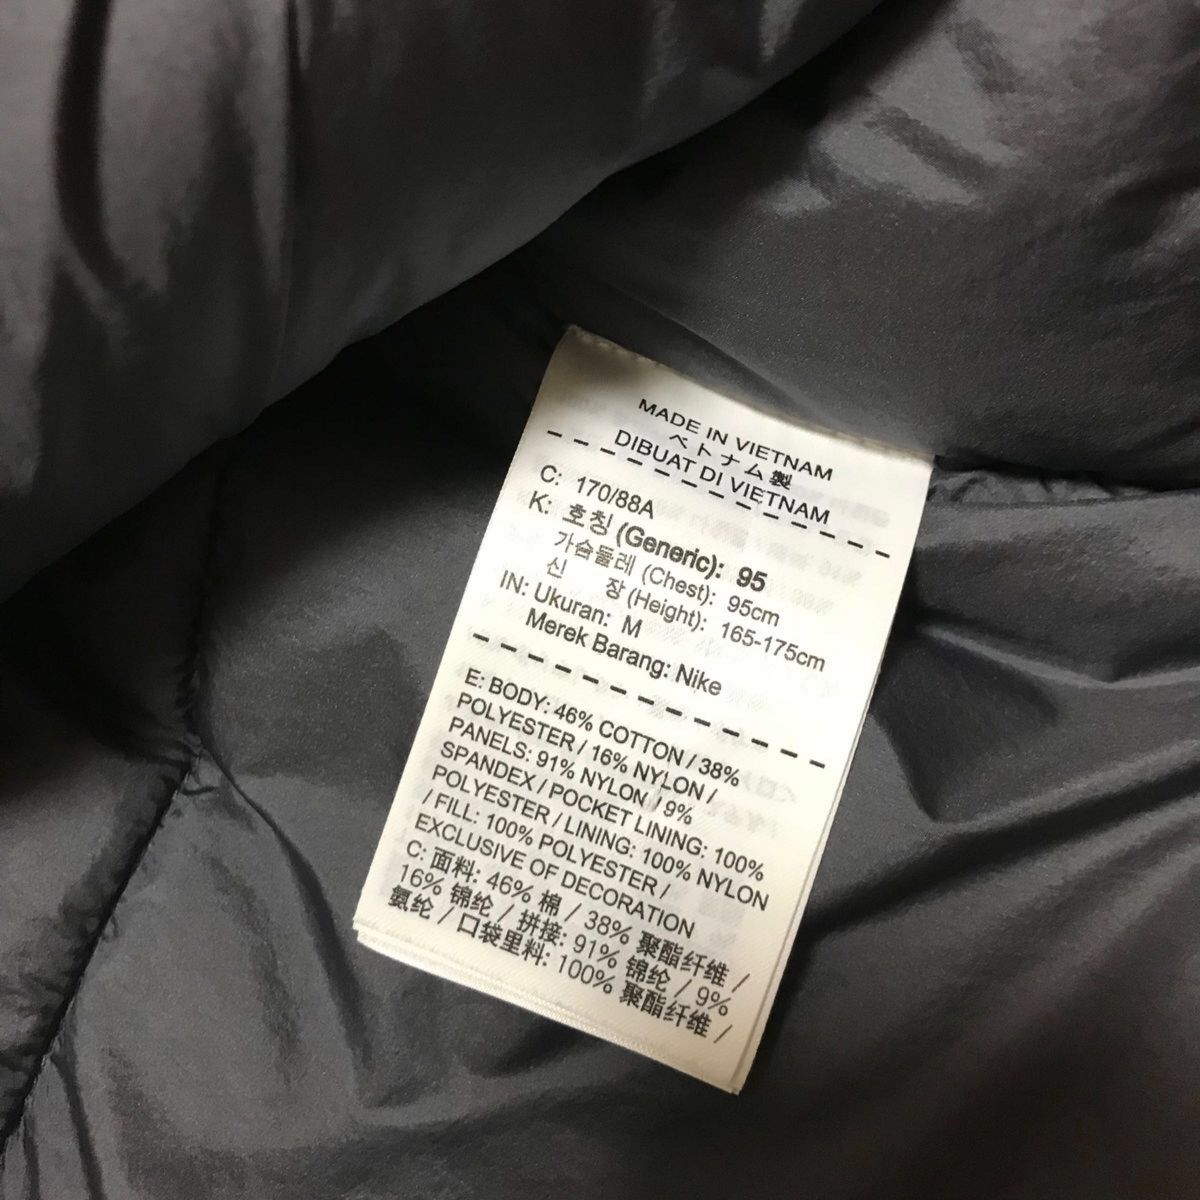 MADE IN VIETNAM
ベトナム製
DIBUAT DI VIETNAM
C: 170/88A
K: 호칭 (Generic): 95
가슴둘레 (Chest): 95cm
신 장 (Height): 165-175cm
IN: Ukuran: M
Merek Barang: Nike
E: BODY: 46% COTTON / 38%
POLYESTER / 16% NYLON /
PANELS: 91% NYLON / 9%
SPANDEX / POCKET LINING: 100%
POLYESTER / LINING: 100% NYLON
/ FILL: 100% POLYESTER /
EXCLUSIVE OF DECORATION
C: 面料: 46% 棉 / 38% 聚酯纤维 /
16% 锦纶 / 拼接: 91% 锦纶 / 9%
氨纶 / 口袋里料: 100% 聚酯纤维 /